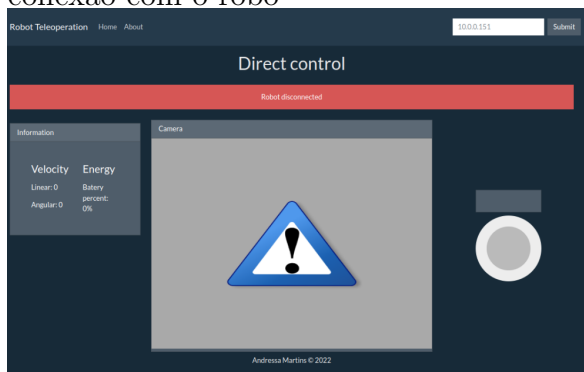 conexão com o robô
Robot Teleoperation Home About 10.0.0.151 Submit
Direct control
Robot disconnected
Information
Velocity Energy
Linear: 0
Angular: 0
Batery
percent:
0%
Camera
Andressa Martins © 2022